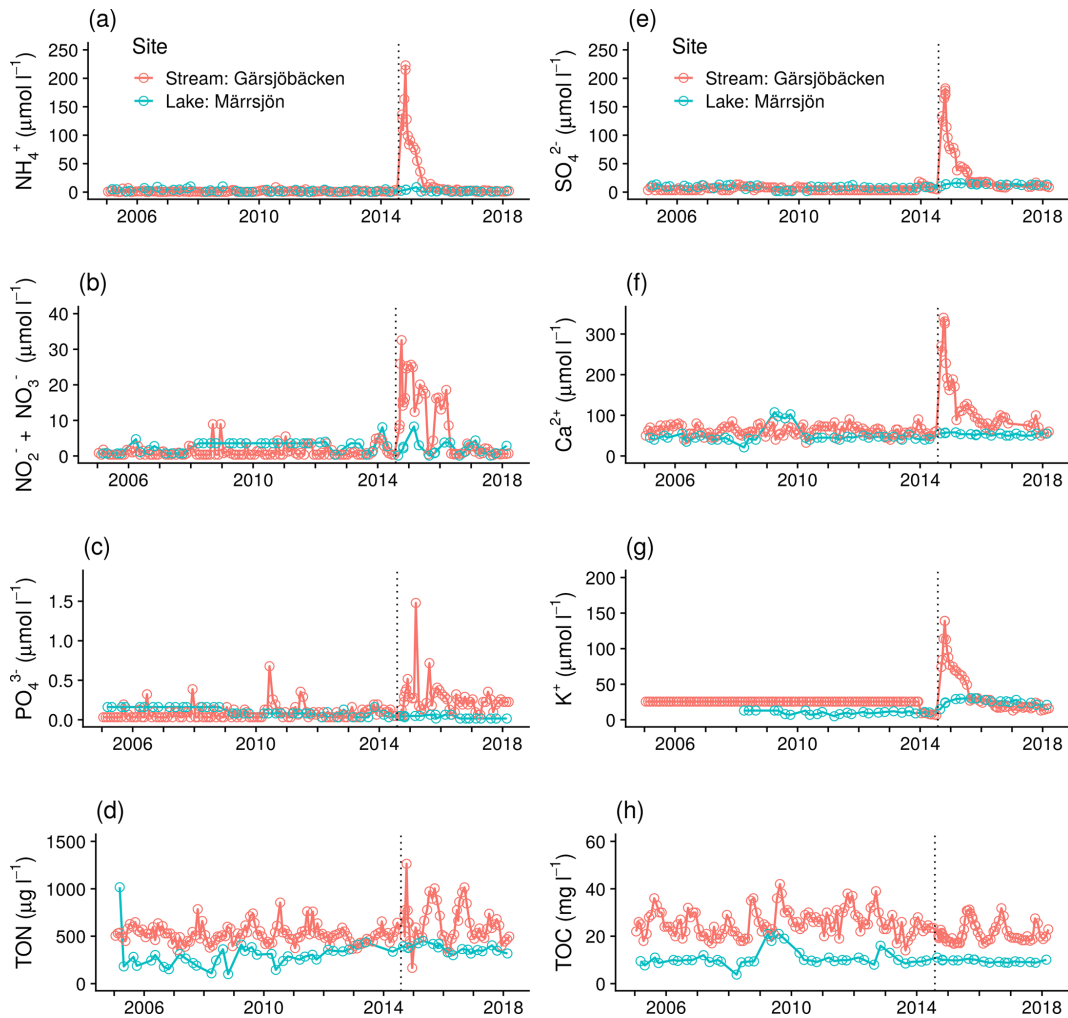 (a)
Site
Stream: Gärsjöbäcken
Lake: Märrsjön
NH₄⁺ (μmol l⁻¹)
250
200
150
100
50
0
2006 2010 2014 2018
(e)
Site
Stream: Gärsjöbäcken
Lake: Märrsjön
SO₄²⁻ (μmol l⁻¹)
250
200
150
100
50
0
2006 2010 2014 2018
(b)
NO₂⁻ + NO₃⁻ (μmol l⁻¹)
40
30
20
10
0
2006 2010 2014 2018
(f)
Ca²⁺ (μmol l⁻¹)
300
200
100
0
2006 2010 2014 2018
(c)
PO₄³⁻ (μmol l⁻¹)
1.5
1.0
0.5
0.0
2006 2010 2014 2018
(g)
K⁺ (μmol l⁻¹)
200
150
100
50
0
2006 2010 2014 2018
(d)
TON (μg l⁻¹)
1500
1000
500
0
2006 2010 2014 2018
(h)
TOC (mg l⁻¹)
60
40
20
0
2006 2010 2014 2018